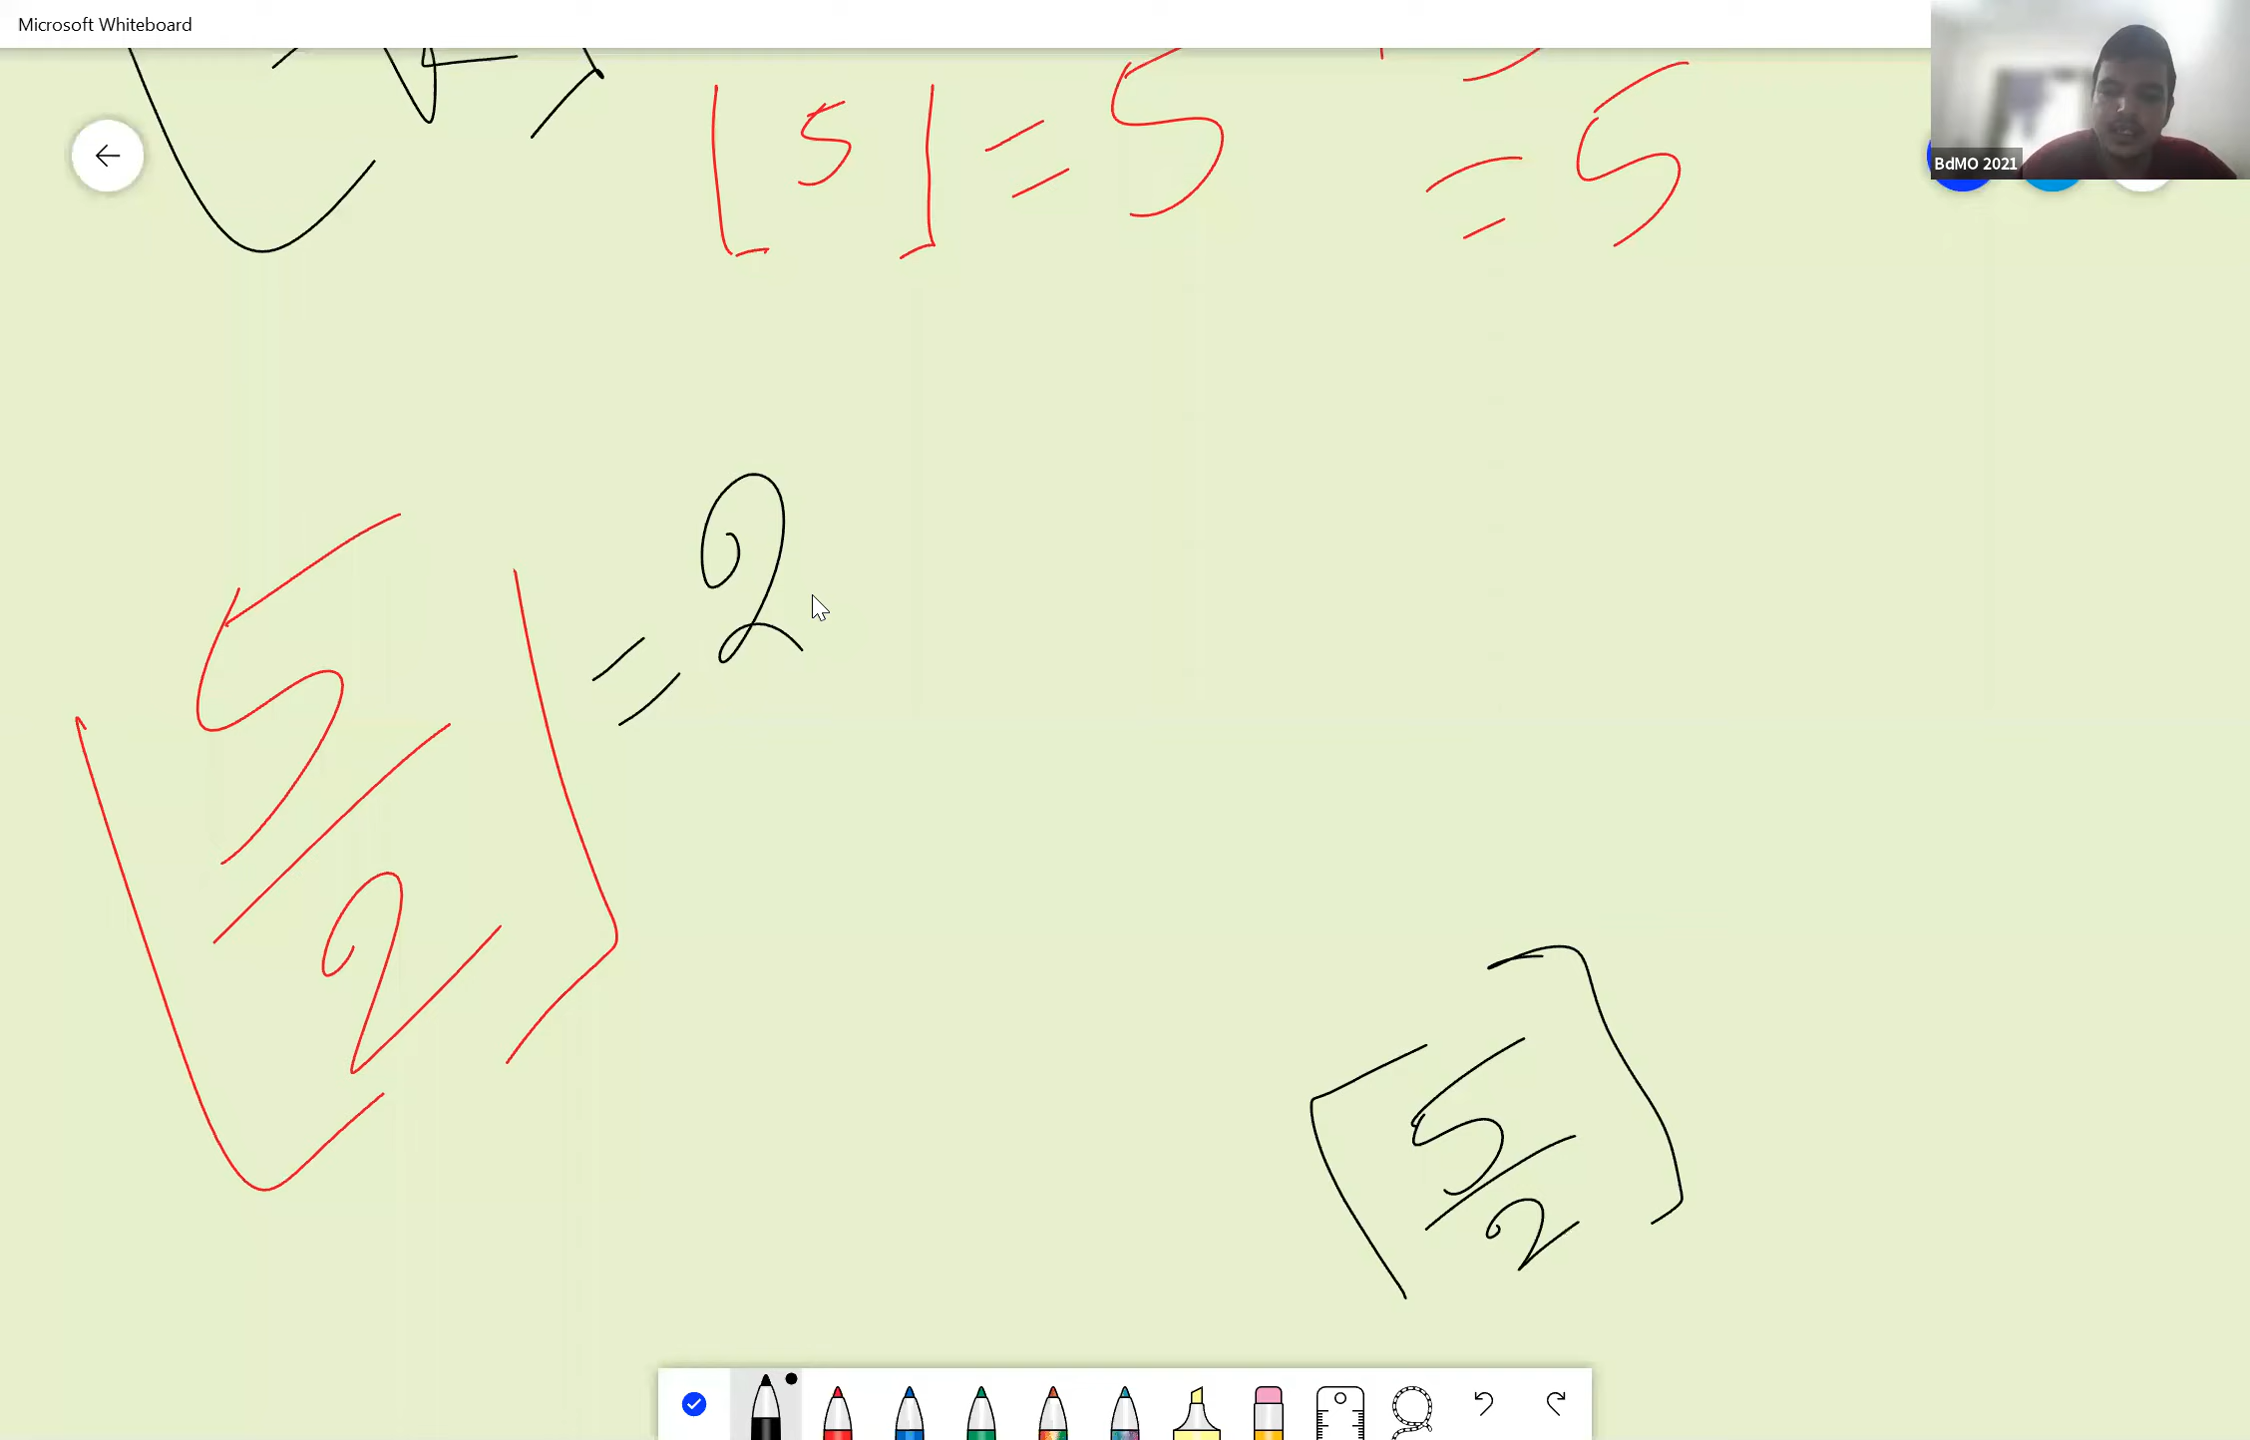 Microsoft Whiteboard
BdMO 2021
⌊5⌋ = 5
= 5
⌊5/2⌋ = 2
⌈5/2⌉